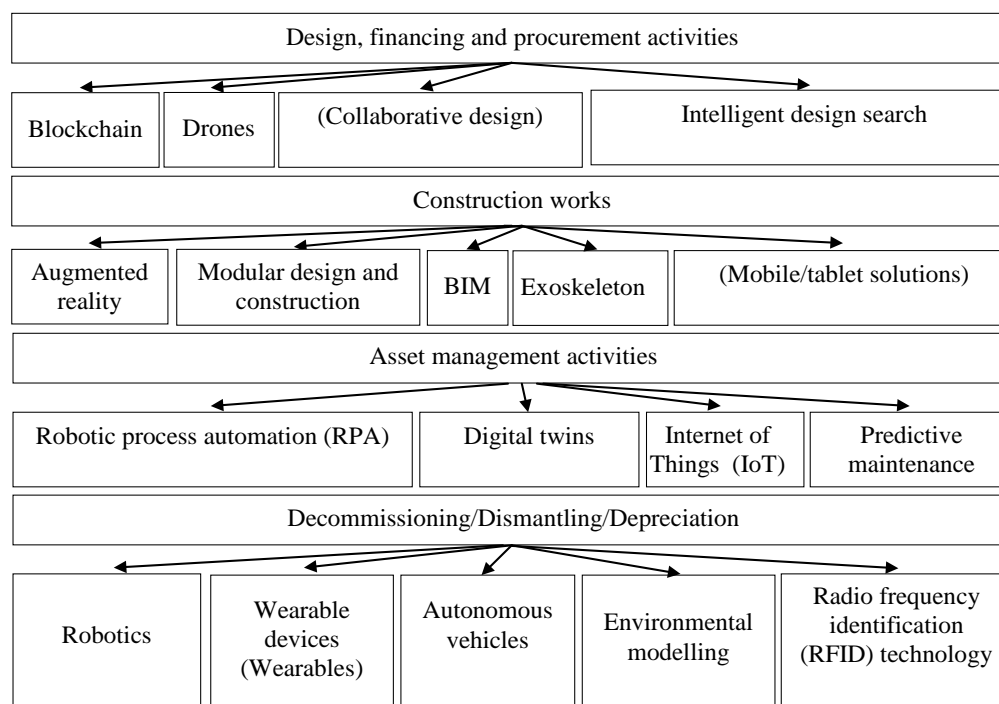 Design, financing and procurement activities
Blockchain
Drones
(Collaborative design)
Intelligent design search
Construction works
Augmented
reality
Modular design and
construction
BIM
Exoskeleton
(Mobile/tablet solutions)
Asset management activities
Robotic process automation (RPA)
Digital twins
Internet of
Things (IoT)
Predictive
maintenance
Decommissioning/Dismantling/Depreciation
Robotics
Wearable
devices
(Wearables)
Autonomous
vehicles
Environmental
modelling
Radio frequency
identification
(RFID) technology